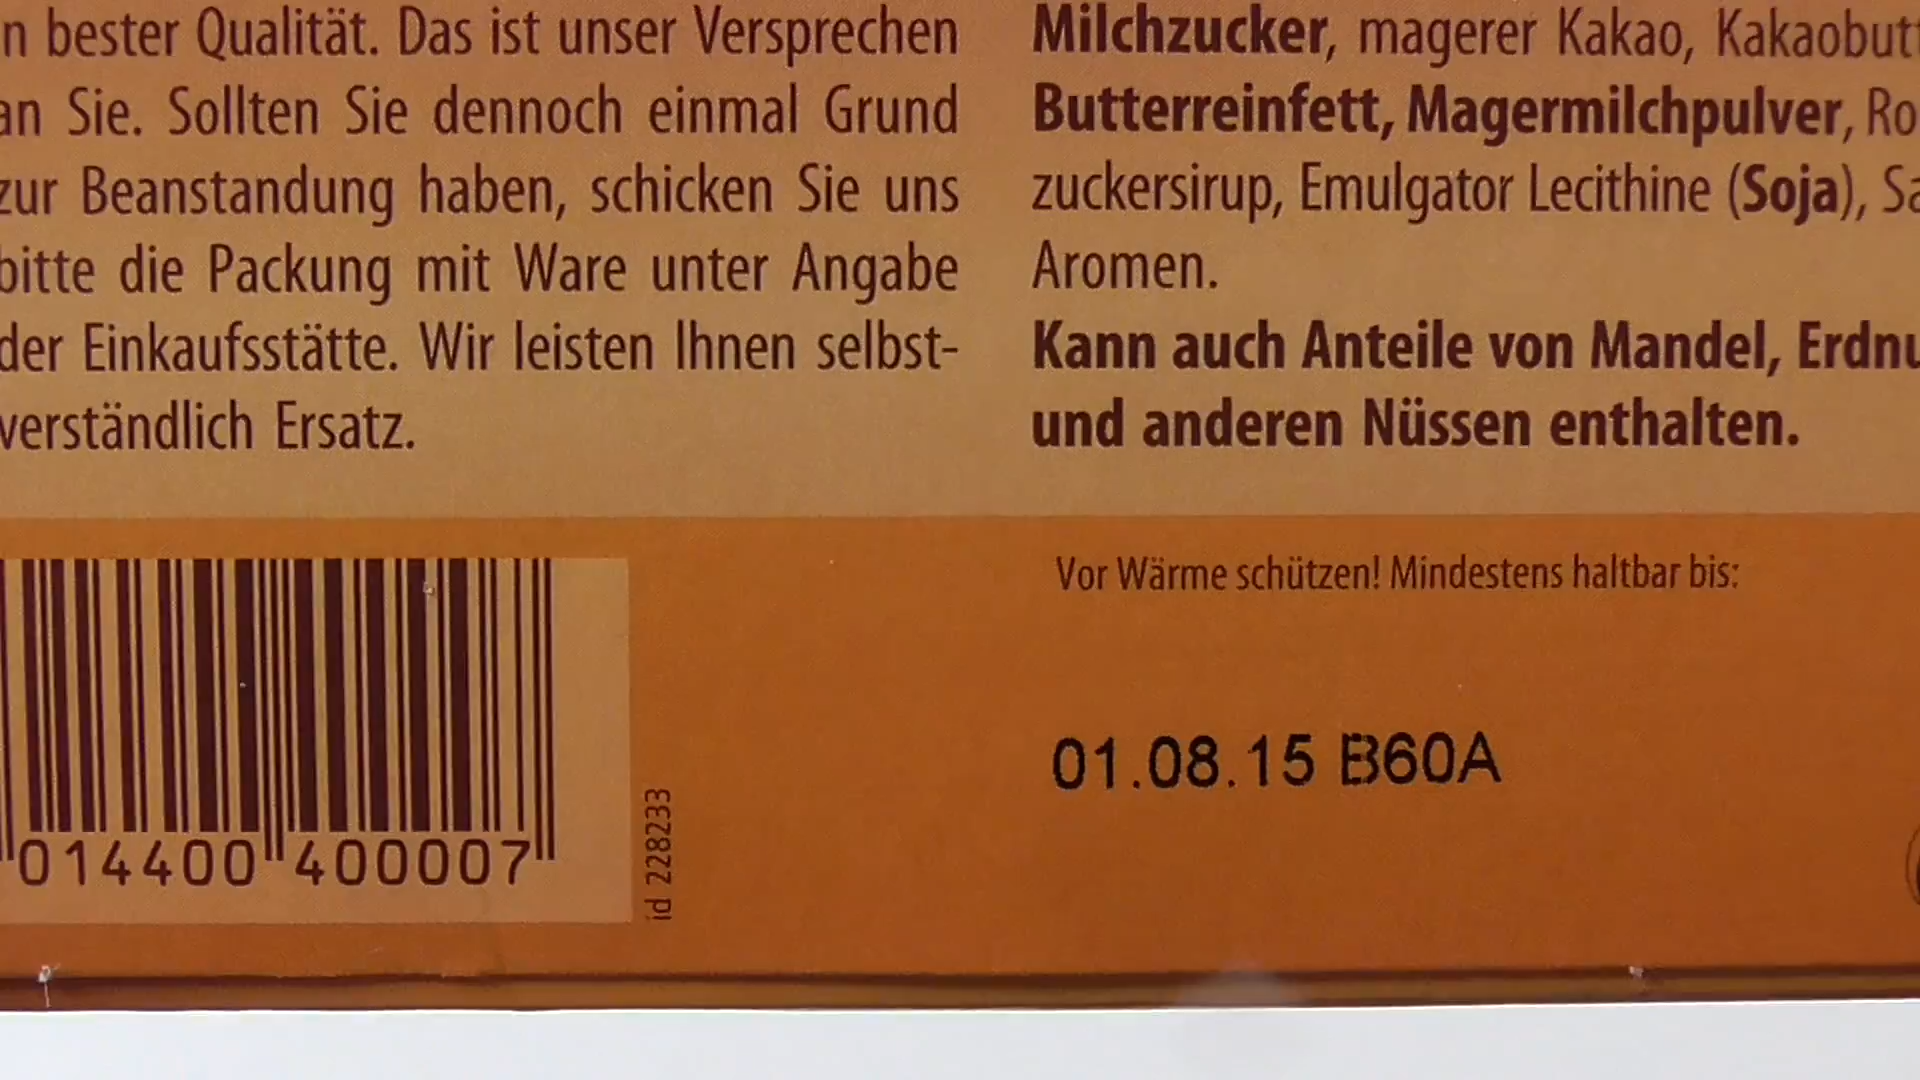 n bester Qualität. Das ist unser Versprechen
an Sie. Sollten Sie dennoch einmal Grund
zur Beanstandung haben, schicken Sie uns
bitte die Packung mit Ware unter Angabe
der Einkaufsstätte. Wir leisten Ihnen selbst-
verständlich Ersatz.
Milchzucker, magerer Kakao, Kakaobutt
Butterreinfett, Magermilchpulver, Ro
zuckersirup, Emulgator Lecithine (Soja), Sa
Aromen.
Kann auch Anteile von Mandel, Erdnu
und anderen Nüssen enthalten.
014400 400007
id 228233
Vor Wärme schützen! Mindestens haltbar bis:
01.08.15 B60A